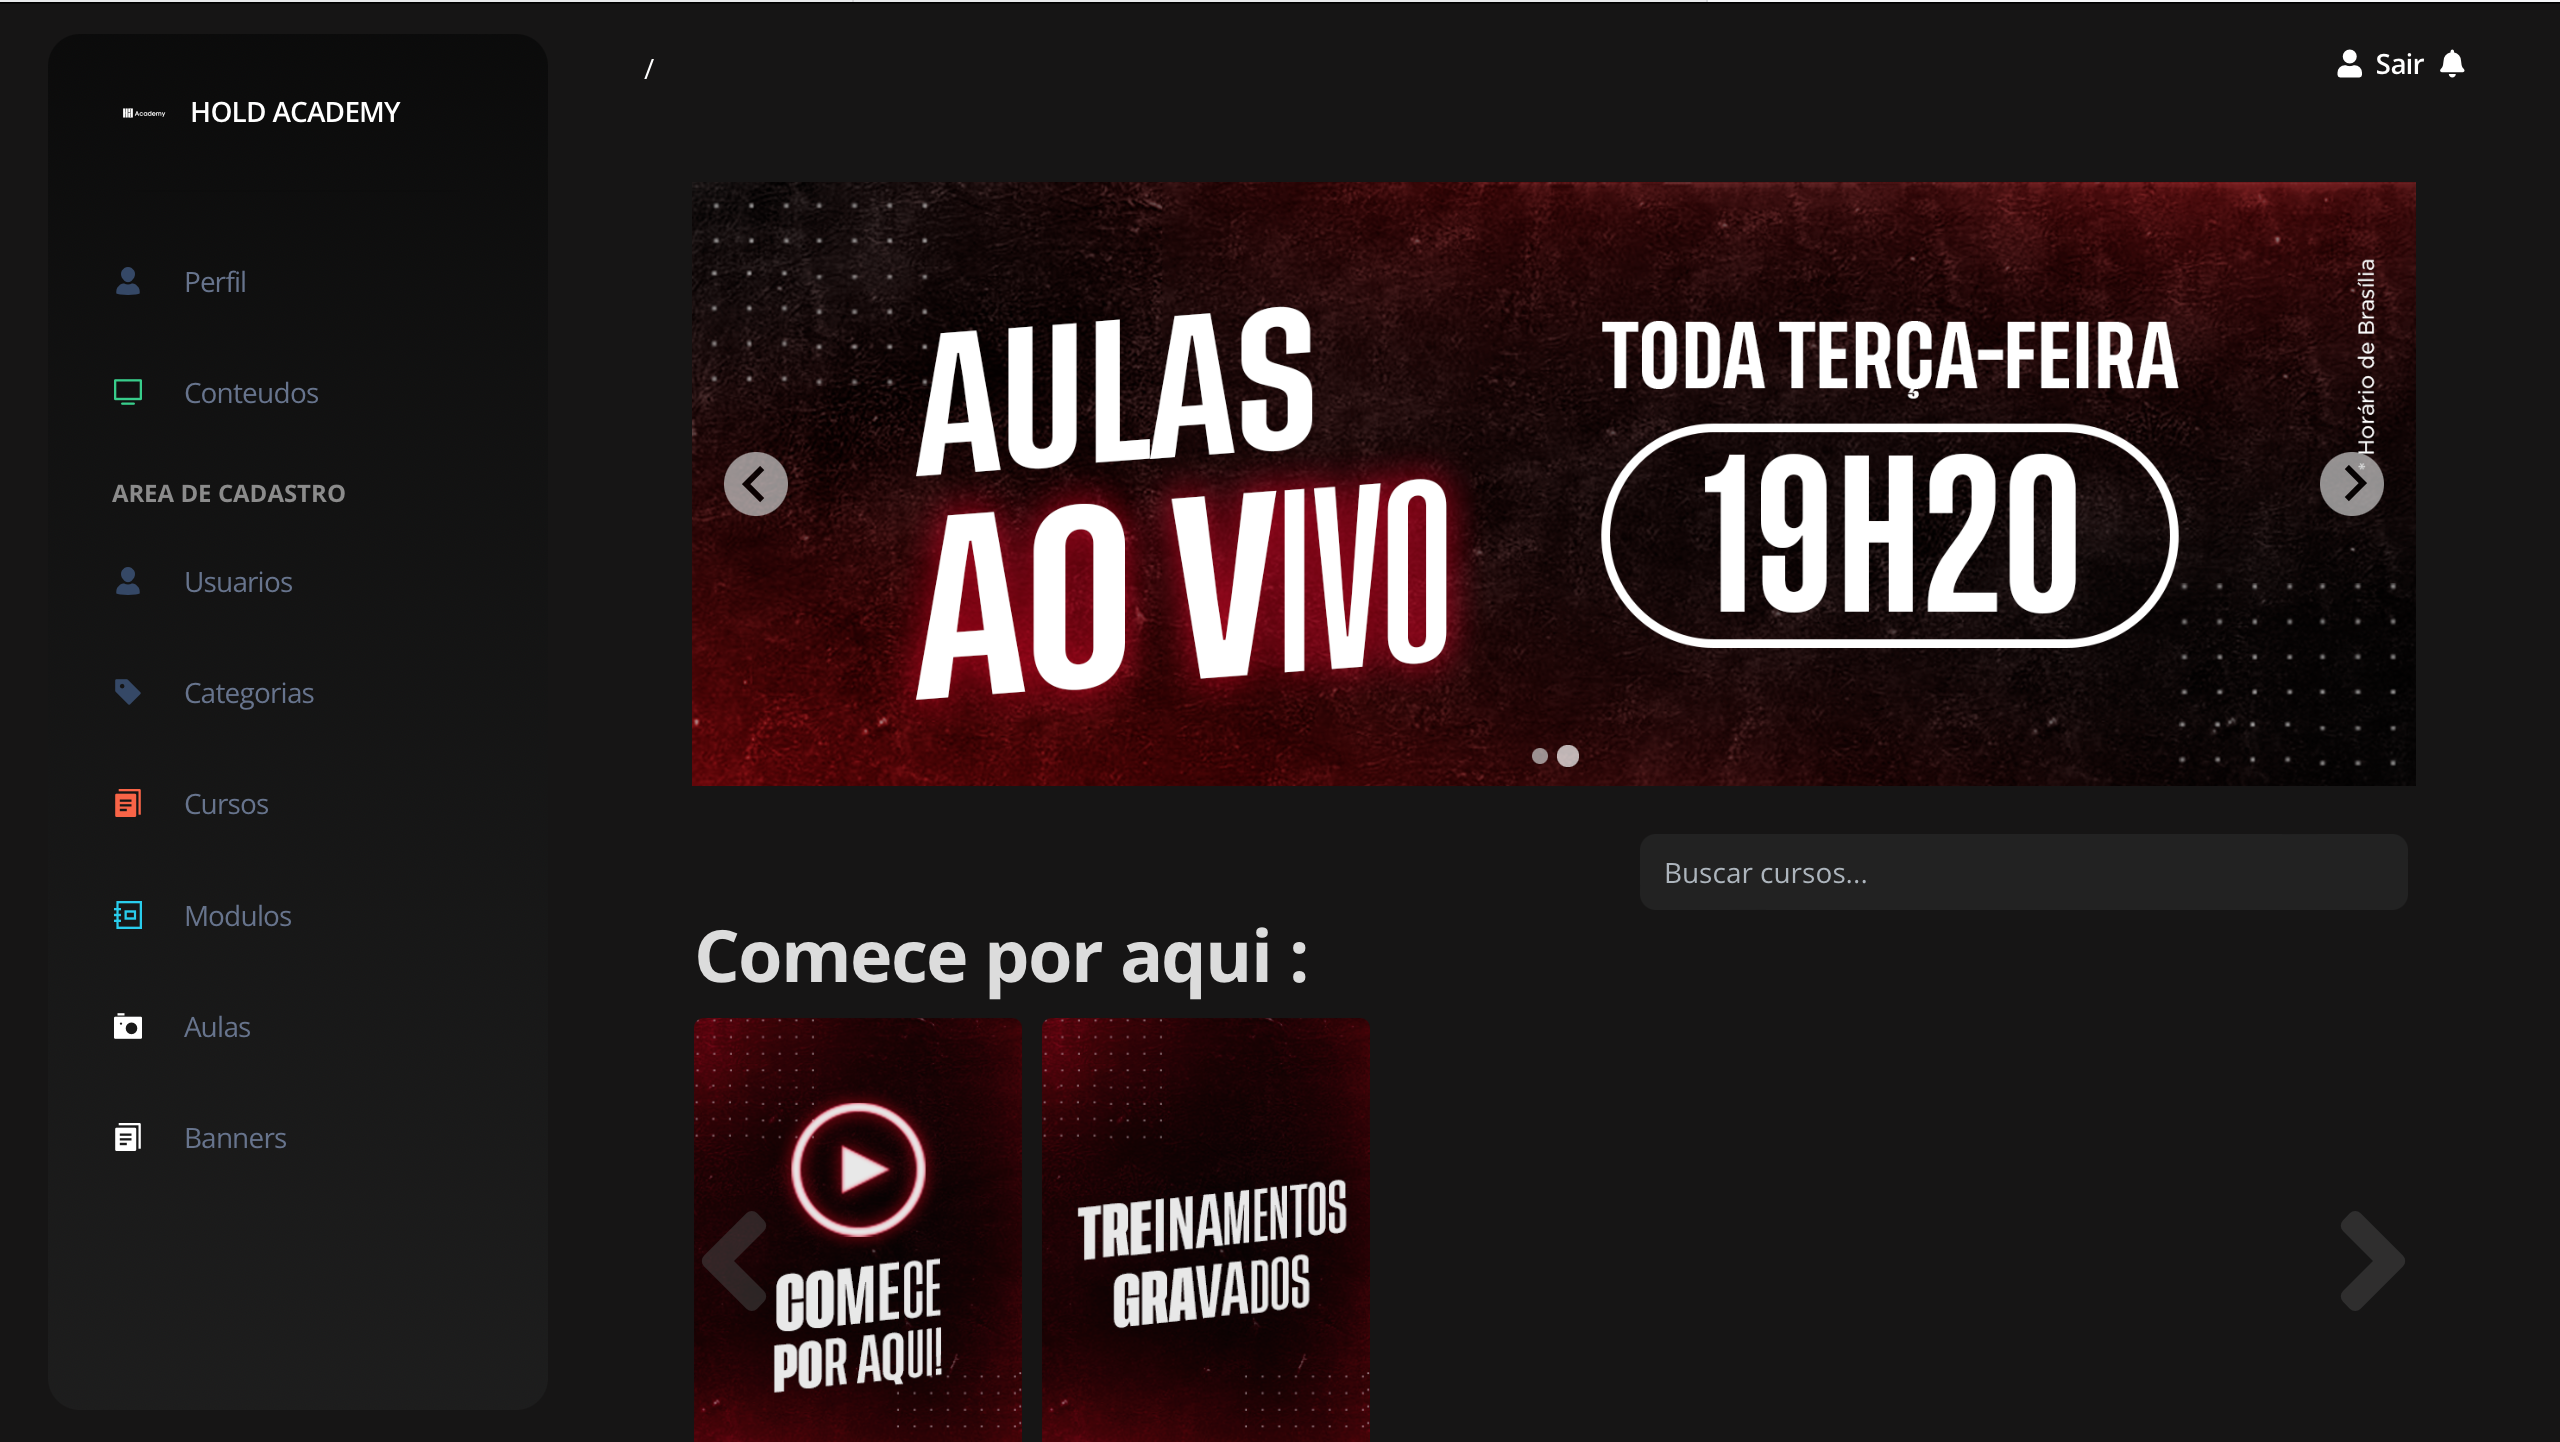 Academy HOLD ACADEMY
Perfil
Conteudos
AREA DE CADASTRO
Usuarios
Categorias
Cursos
Modulos
Aulas
Banners
/
Sair
AULAS
AO VIVO
TODA TERÇA-FEIRA
19H20
* Horário de Brasília
Buscar cursos...
Comece por aqui :
COMECE
POR AQUI!
TREINAMENTOS
GRAVADOS